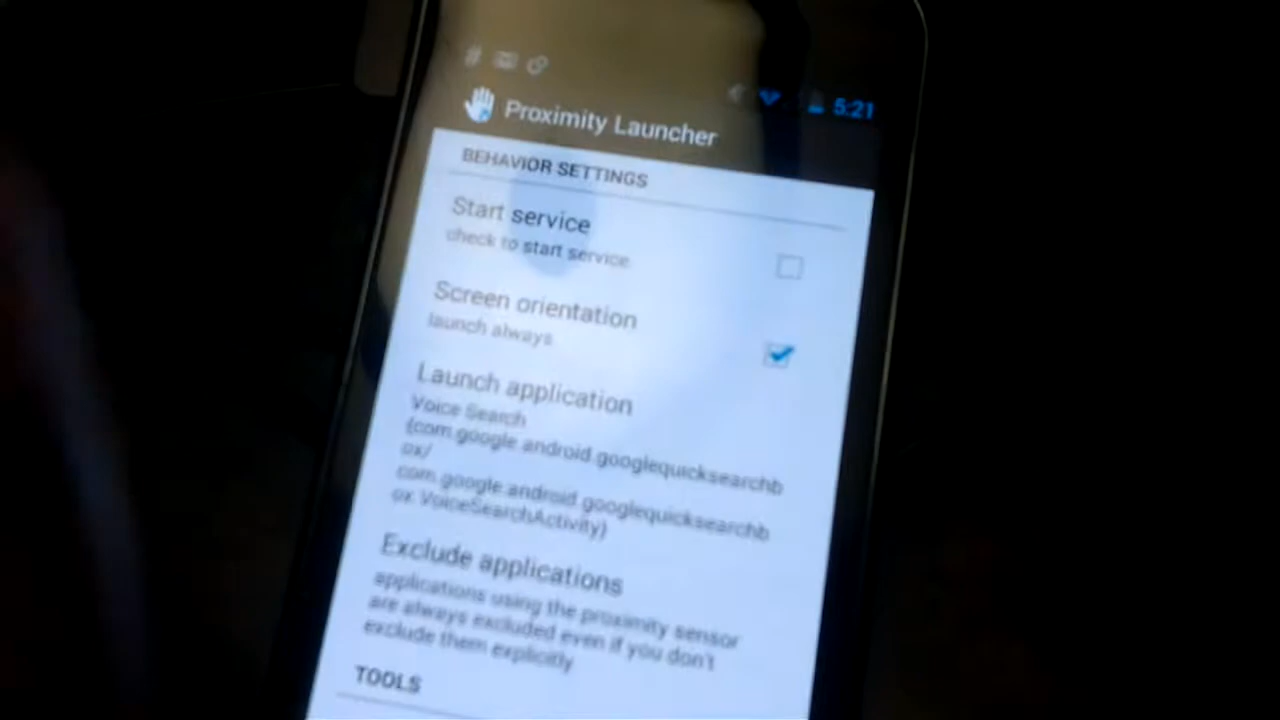 5:21
Proximity Launcher
BEHAVIOR SETTINGS
Start service
check to start service
Screen orientation
launch always
Launch application
Voice Search
(com.google.android.googlequicksearchb
ox/
com.google.android.googlequicksearchb
ox.VoiceSearchActivity)
Exclude applications
applications using the proximity sensor
are always excluded even if you don't
exclude them explicitly
TOOLS